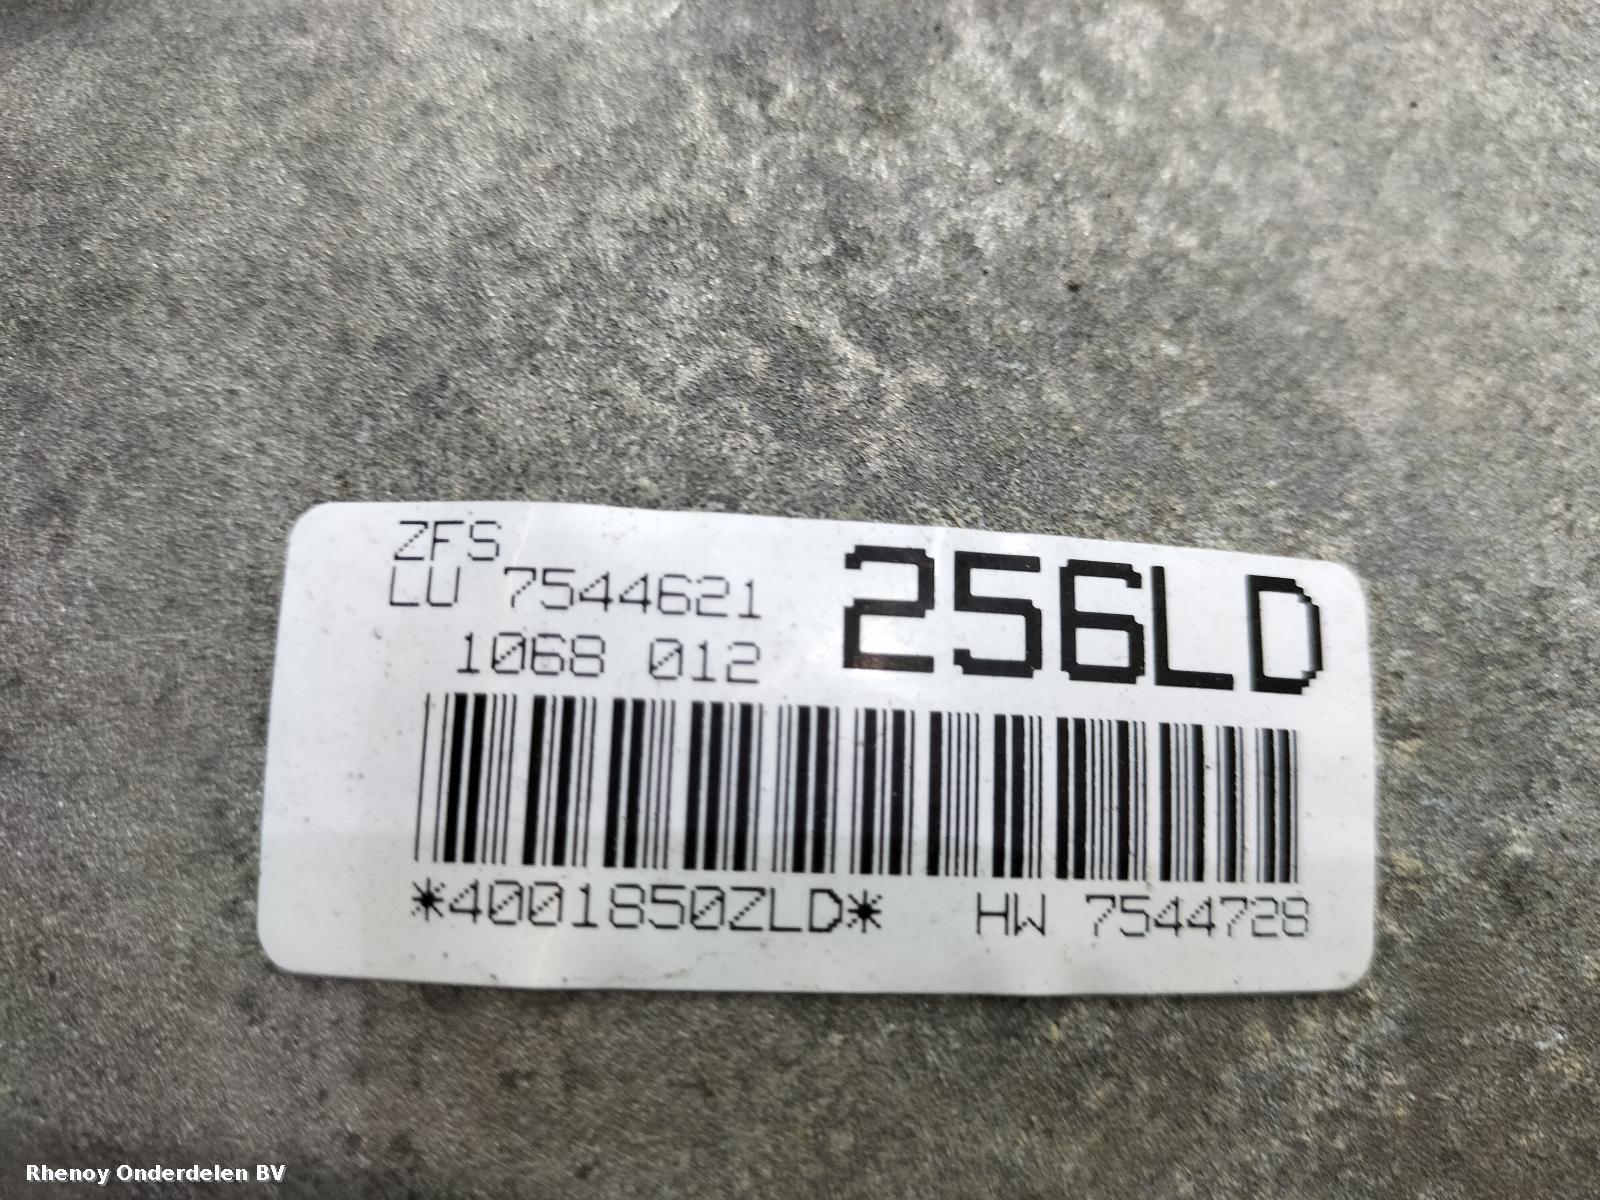 ZFS
LU 7544621
1068 012
256LD
*4001850ZLD* HW 7544728
Rhenoy Onderdelen BV